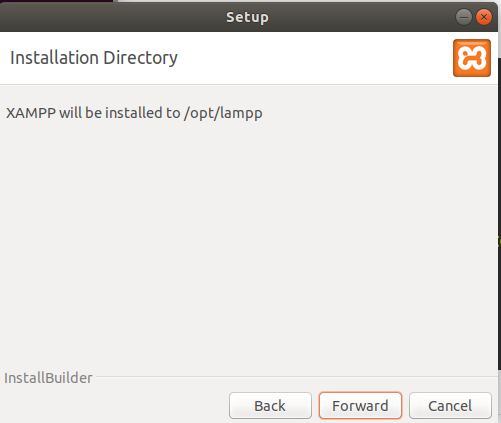 Setup
Installation Directory
XAMPP will be installed to /opt/lampp
InstallBuilder
Back
Forward
Cancel